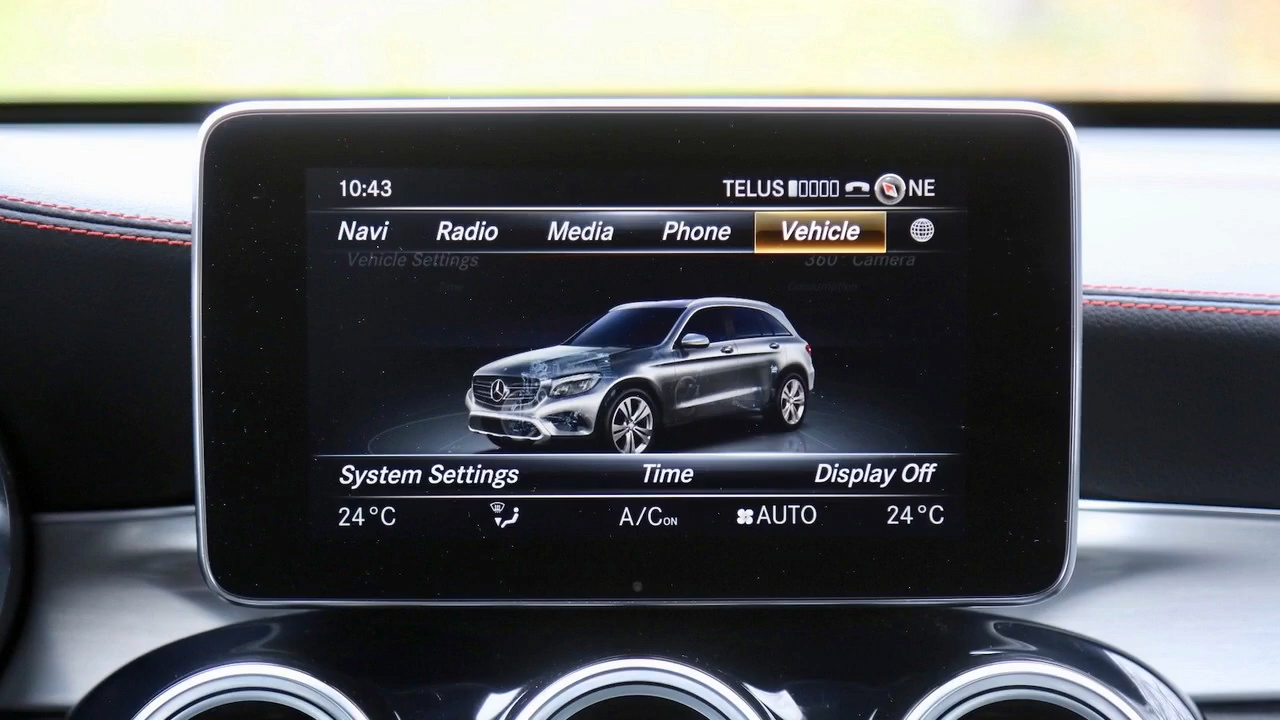 10:43 TELUS NE
Navi Radio Media Phone Vehicle
Vehicle Settings 360° Camera
System Settings Time Display Off
24°C A/C ON AUTO 24°C